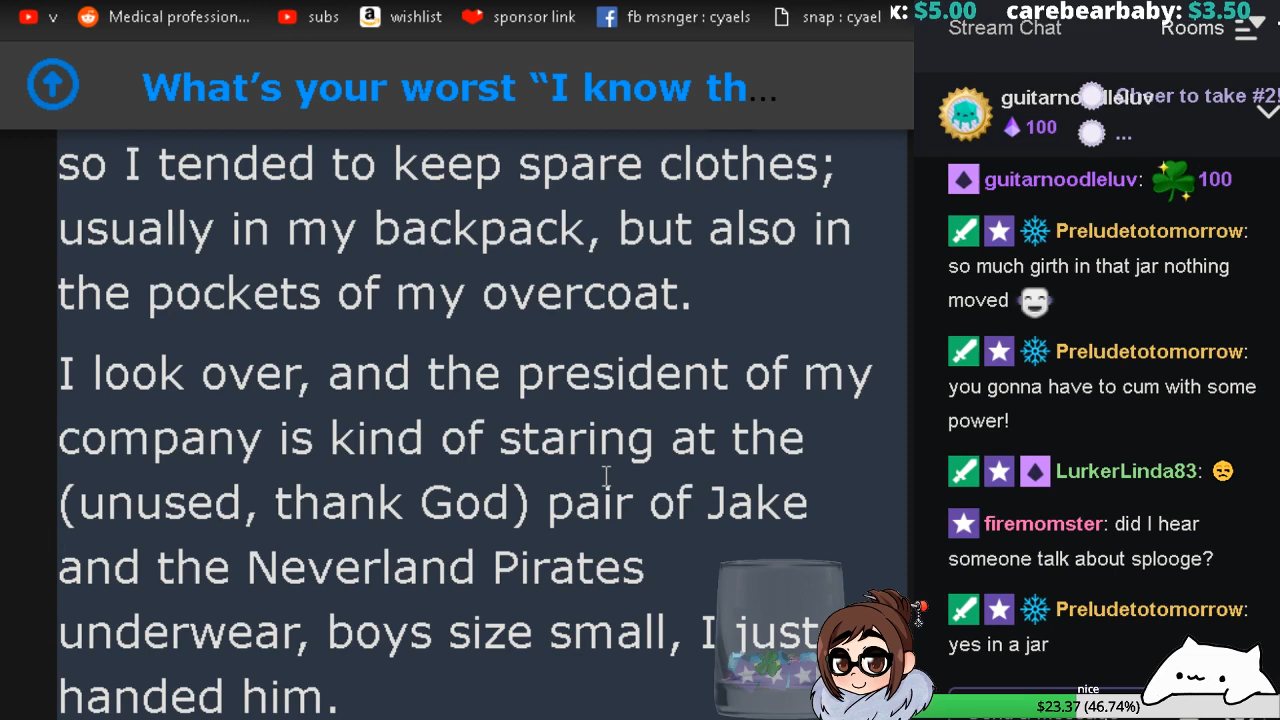 v Medical profession... subs wishlist sponsor link fb msnger : cyaels snap : cyael
k: $5.00 carebearbaby: $3.50
Stream Chat Rooms
What’s your worst “I know th...
guitarnoodleluv Cheer to take #2!
100 ...
so I tended to keep spare clothes;
usually in my backpack, but also in
the pockets of my overcoat.
I look over, and the president of my
company is kind of staring at the
(unused, thank God) pair of Jake
and the Neverland Pirates
underwear, boys size small, I just
handed him.
guitarnoodleluv: 100
Preludetotomorrow:
so much girth in that jar nothing
moved
Preludetotomorrow:
you gonna have to cum with some
power!
LurkerLinda83:
firemomster: did I hear
someone talk about splooge?
Preludetotomorrow:
yes in a jar
nice
$23.37 (46.74%)